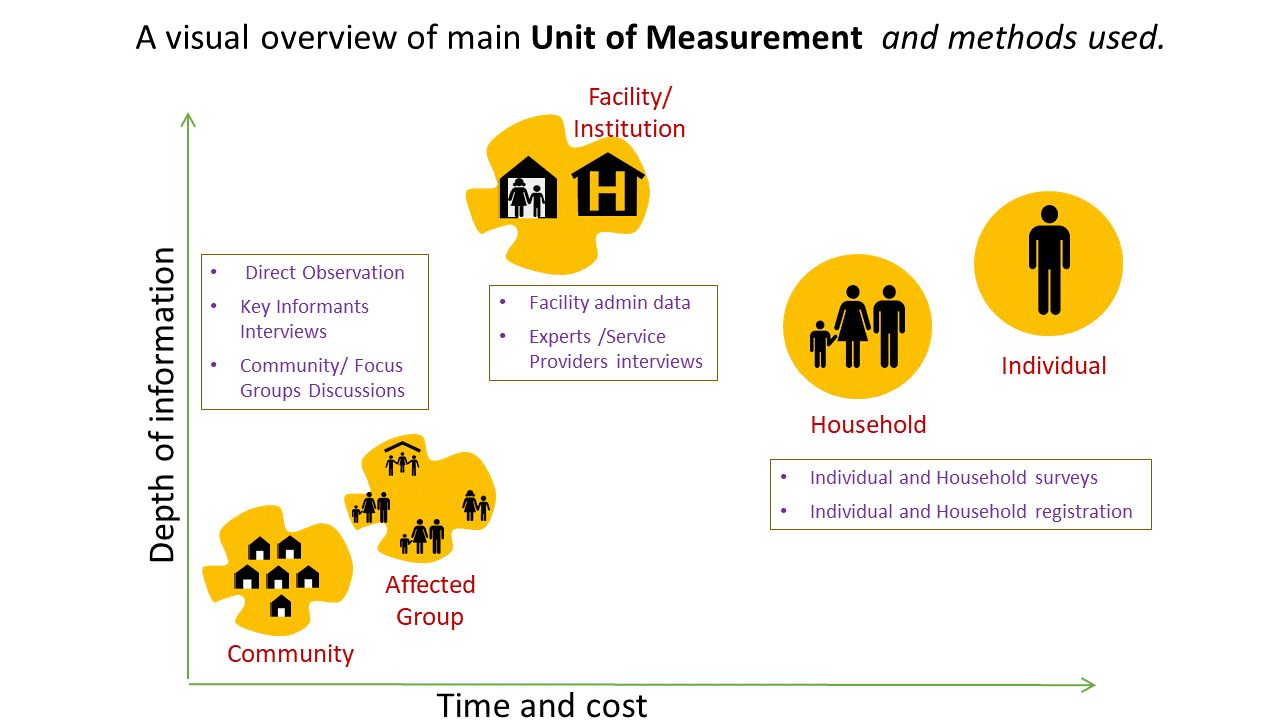 A visual overview of main Unit of Measurement and methods used.
Facility/
Institution
Depth of information
• Direct Observation
• Key Informants
Interviews
• Community/ Focus
Groups Discussions
• Facility admin data
• Experts /Service
Providers interviews
H
Individual
Household
• Individual and Household surveys
• Individual and Household registration
Affected
Group
Community
Time and cost